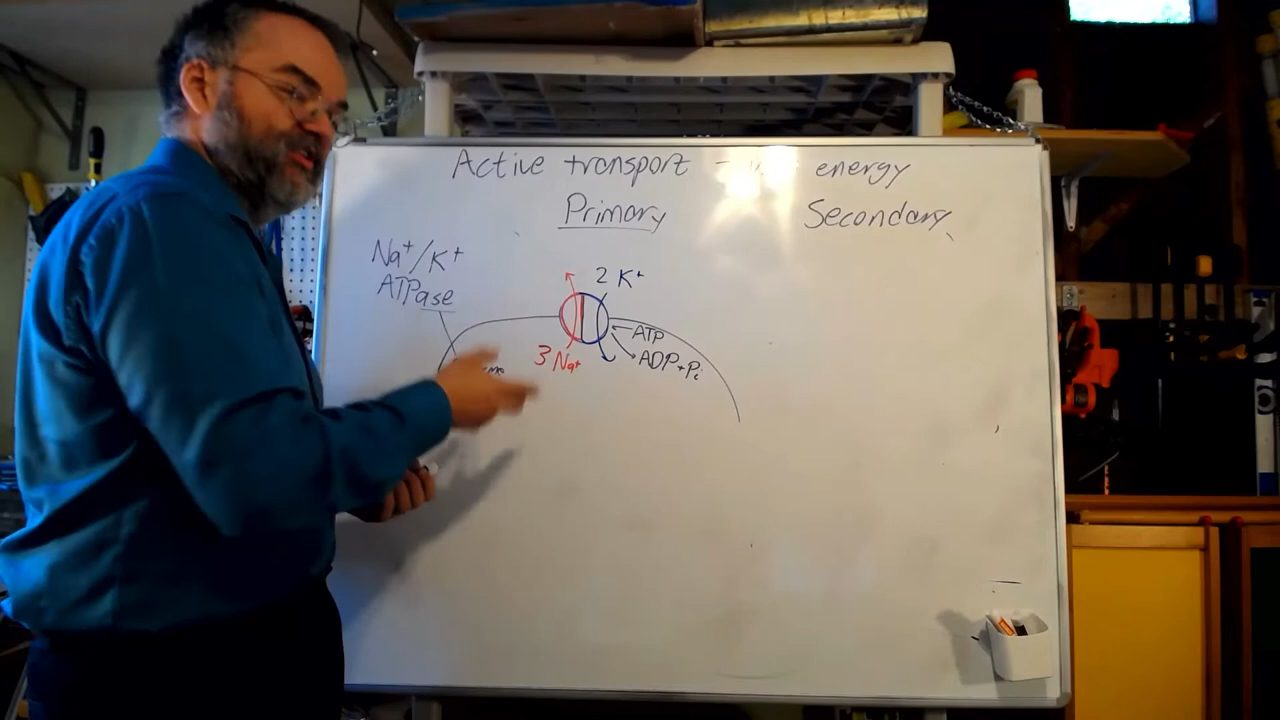 Active transport - energy
Primary Secondary
Na⁺/K⁺
ATPase
2 K⁺
ATP
3 Na⁺
ADP + Pi